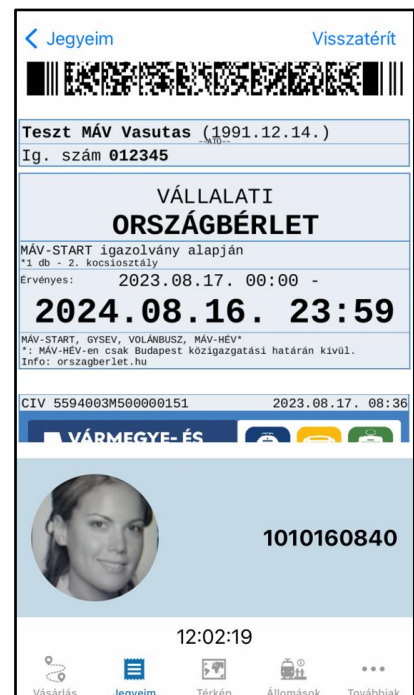 Jegyeim Visszatérít
Teszt MÁV Vasutas (1991.12.14.)
--ATO--
Ig. szám 012345
VÁLLALATI
ORSZÁGBÉRLET
MÁV-START igazolvány alapján
*1 db - 2. kocsiosztály
Érvényes: 2023.08.17. 00:00 -
2024.08.16. 23:59
MÁV-START, GYSEV, VOLÁNBUSZ, MÁV-HÉV*
*: MÁV-HÉV-en csak Budapest közigazgatási határán kívül.
Info: orszagberlet.hu
CIV 5594003M500000151 2023.08.17. 08:36
VÁRMEGYE- ÉS
1010160840
12:02:19
Vásárlás Jegyeim Térkép Állomások Továbbiak